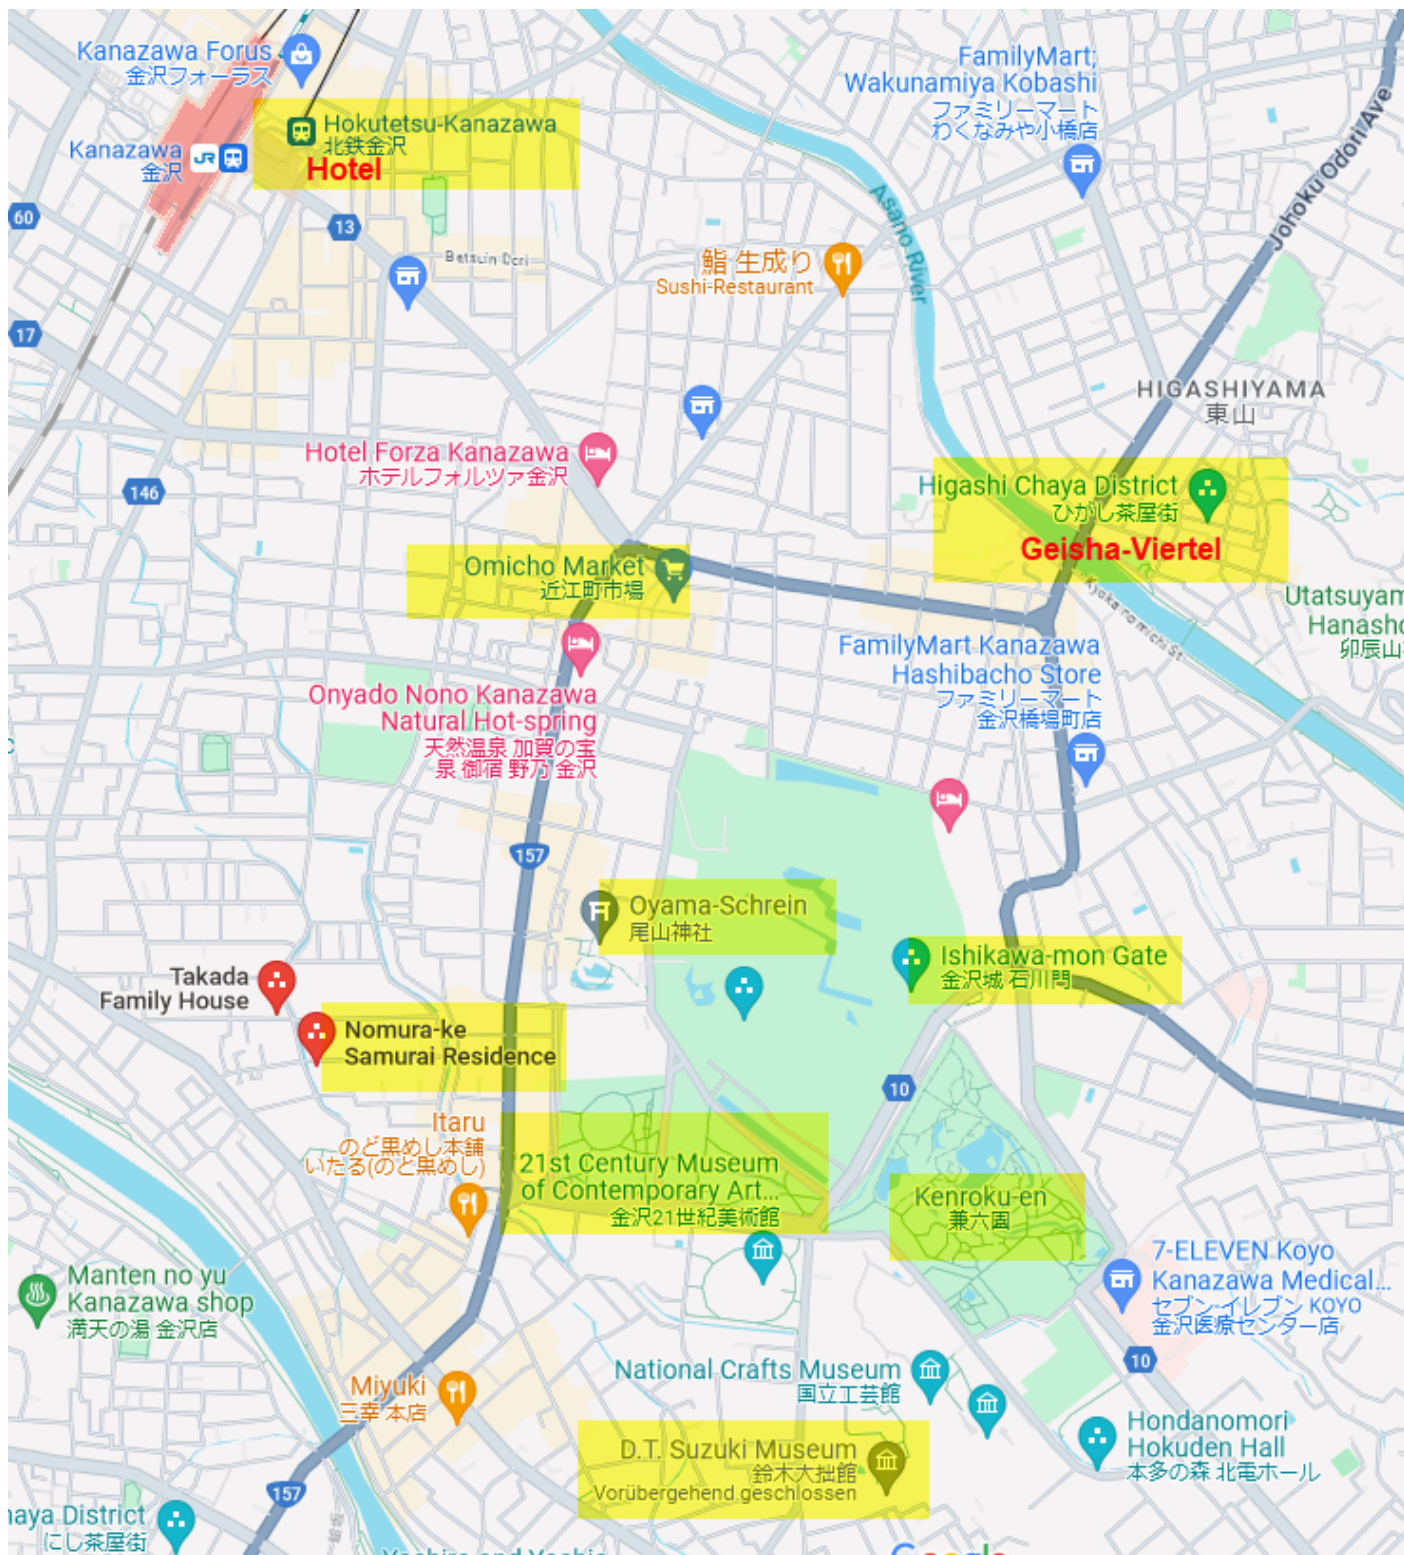 Kanazawa Forus
金沢フォーラス
Hokutetsu-Kanazawa
北鉄金沢
Hotel
Kanazawa
金沢
JR
FamilyMart,
Wakunamiya Kobashi
ファミリーマート
わくなみや小橋店
Johoku Odori Ave
Asano River
60
13
Betsuin Dori
鮨 生成り
Sushi-Restaurant
17
HIGASHIYAMA
東山
Hotel Forza Kanazawa
ホテルフォルツァ金沢
146
Higashi Chaya District
ひがし茶屋街
Geisha-Viertel
Omicho Market
近江町市場
Kyoka no michi St
Utatsuyam
Hanasho
卯辰山
FamilyMart Kanazawa
Hashibacho Store
ファミリーマート
金沢橋場町店
Onyado Nono Kanazawa
Natural Hot-spring
天然温泉 加賀の宝
泉 御宿 野乃 金沢
157
Oyama-Schrein
尾山神社
Ishikawa-mon Gate
金沢城 石川門
Takada
Family House
Nomura-ke
Samurai Residence
10
Itaru
のど黒めし本舗
いたる(のど黒めし)
21st Century Museum
of Contemporary Art...
金沢21世紀美術館
Kenroku-en
兼六園
7-ELEVEN Koyo
Kanazawa Medical...
セブン-イレブン KOYO
金沢医療センター店
Manten no yu
Kanazawa shop
満天の湯 金沢店
10
National Crafts Museum
国立工芸館
Miyuki
三幸 本店
Hondanomori
Hokuden Hall
本多の森 北電ホール
D.T. Suzuki Museum
鈴木大拙館
Vorübergehend geschlossen
157
haya District
にし茶屋街
Google